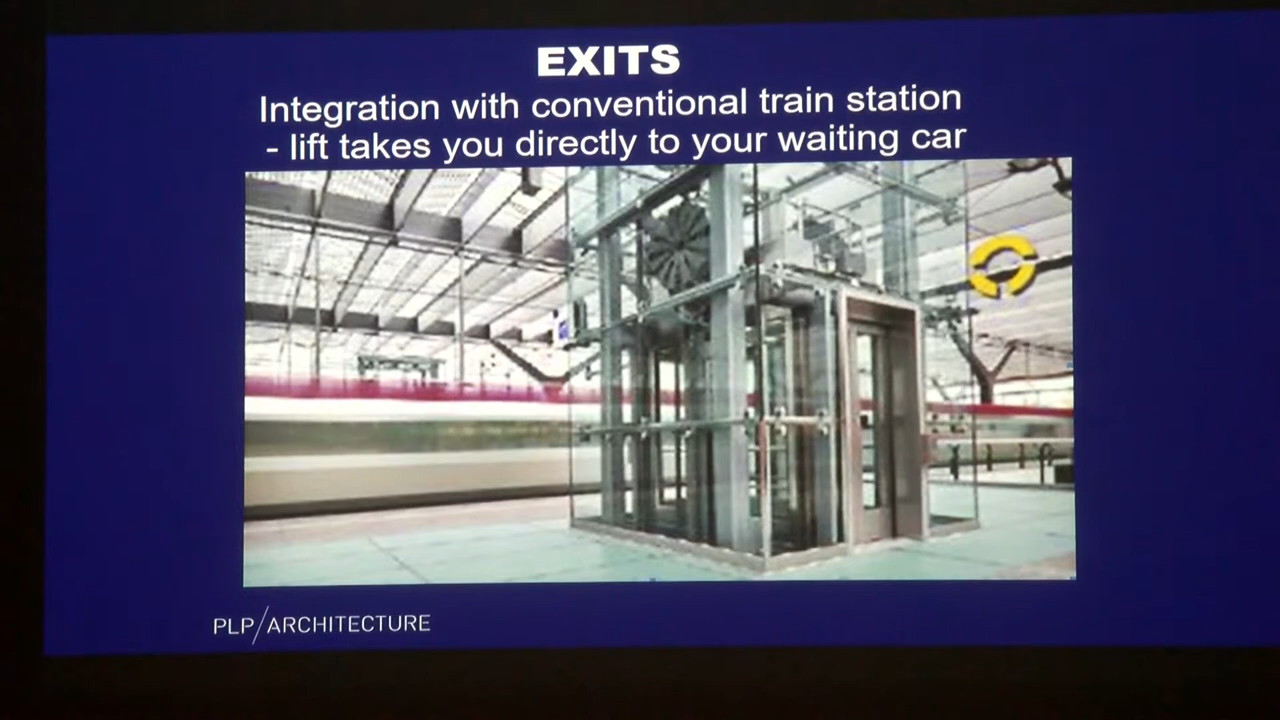 EXITS
Integration with conventional train station
- lift takes you directly to your waiting car
PLP/ARCHITECTURE